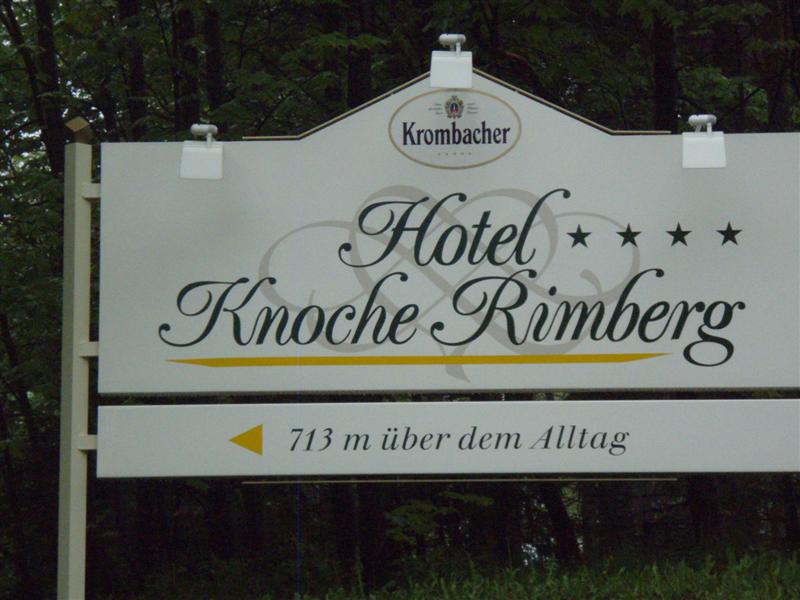 Krombacher
Hotel ★★★★
Knoche Rimberg
713 m über dem Alltag